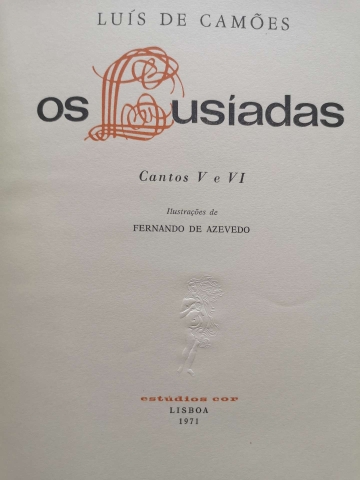 LUÍS DE CAMÕES
os Lusíadas
Cantos V e VI
Ilustrações de
FERNANDO DE AZEVEDO
estúdios cor
LISBOA
1971